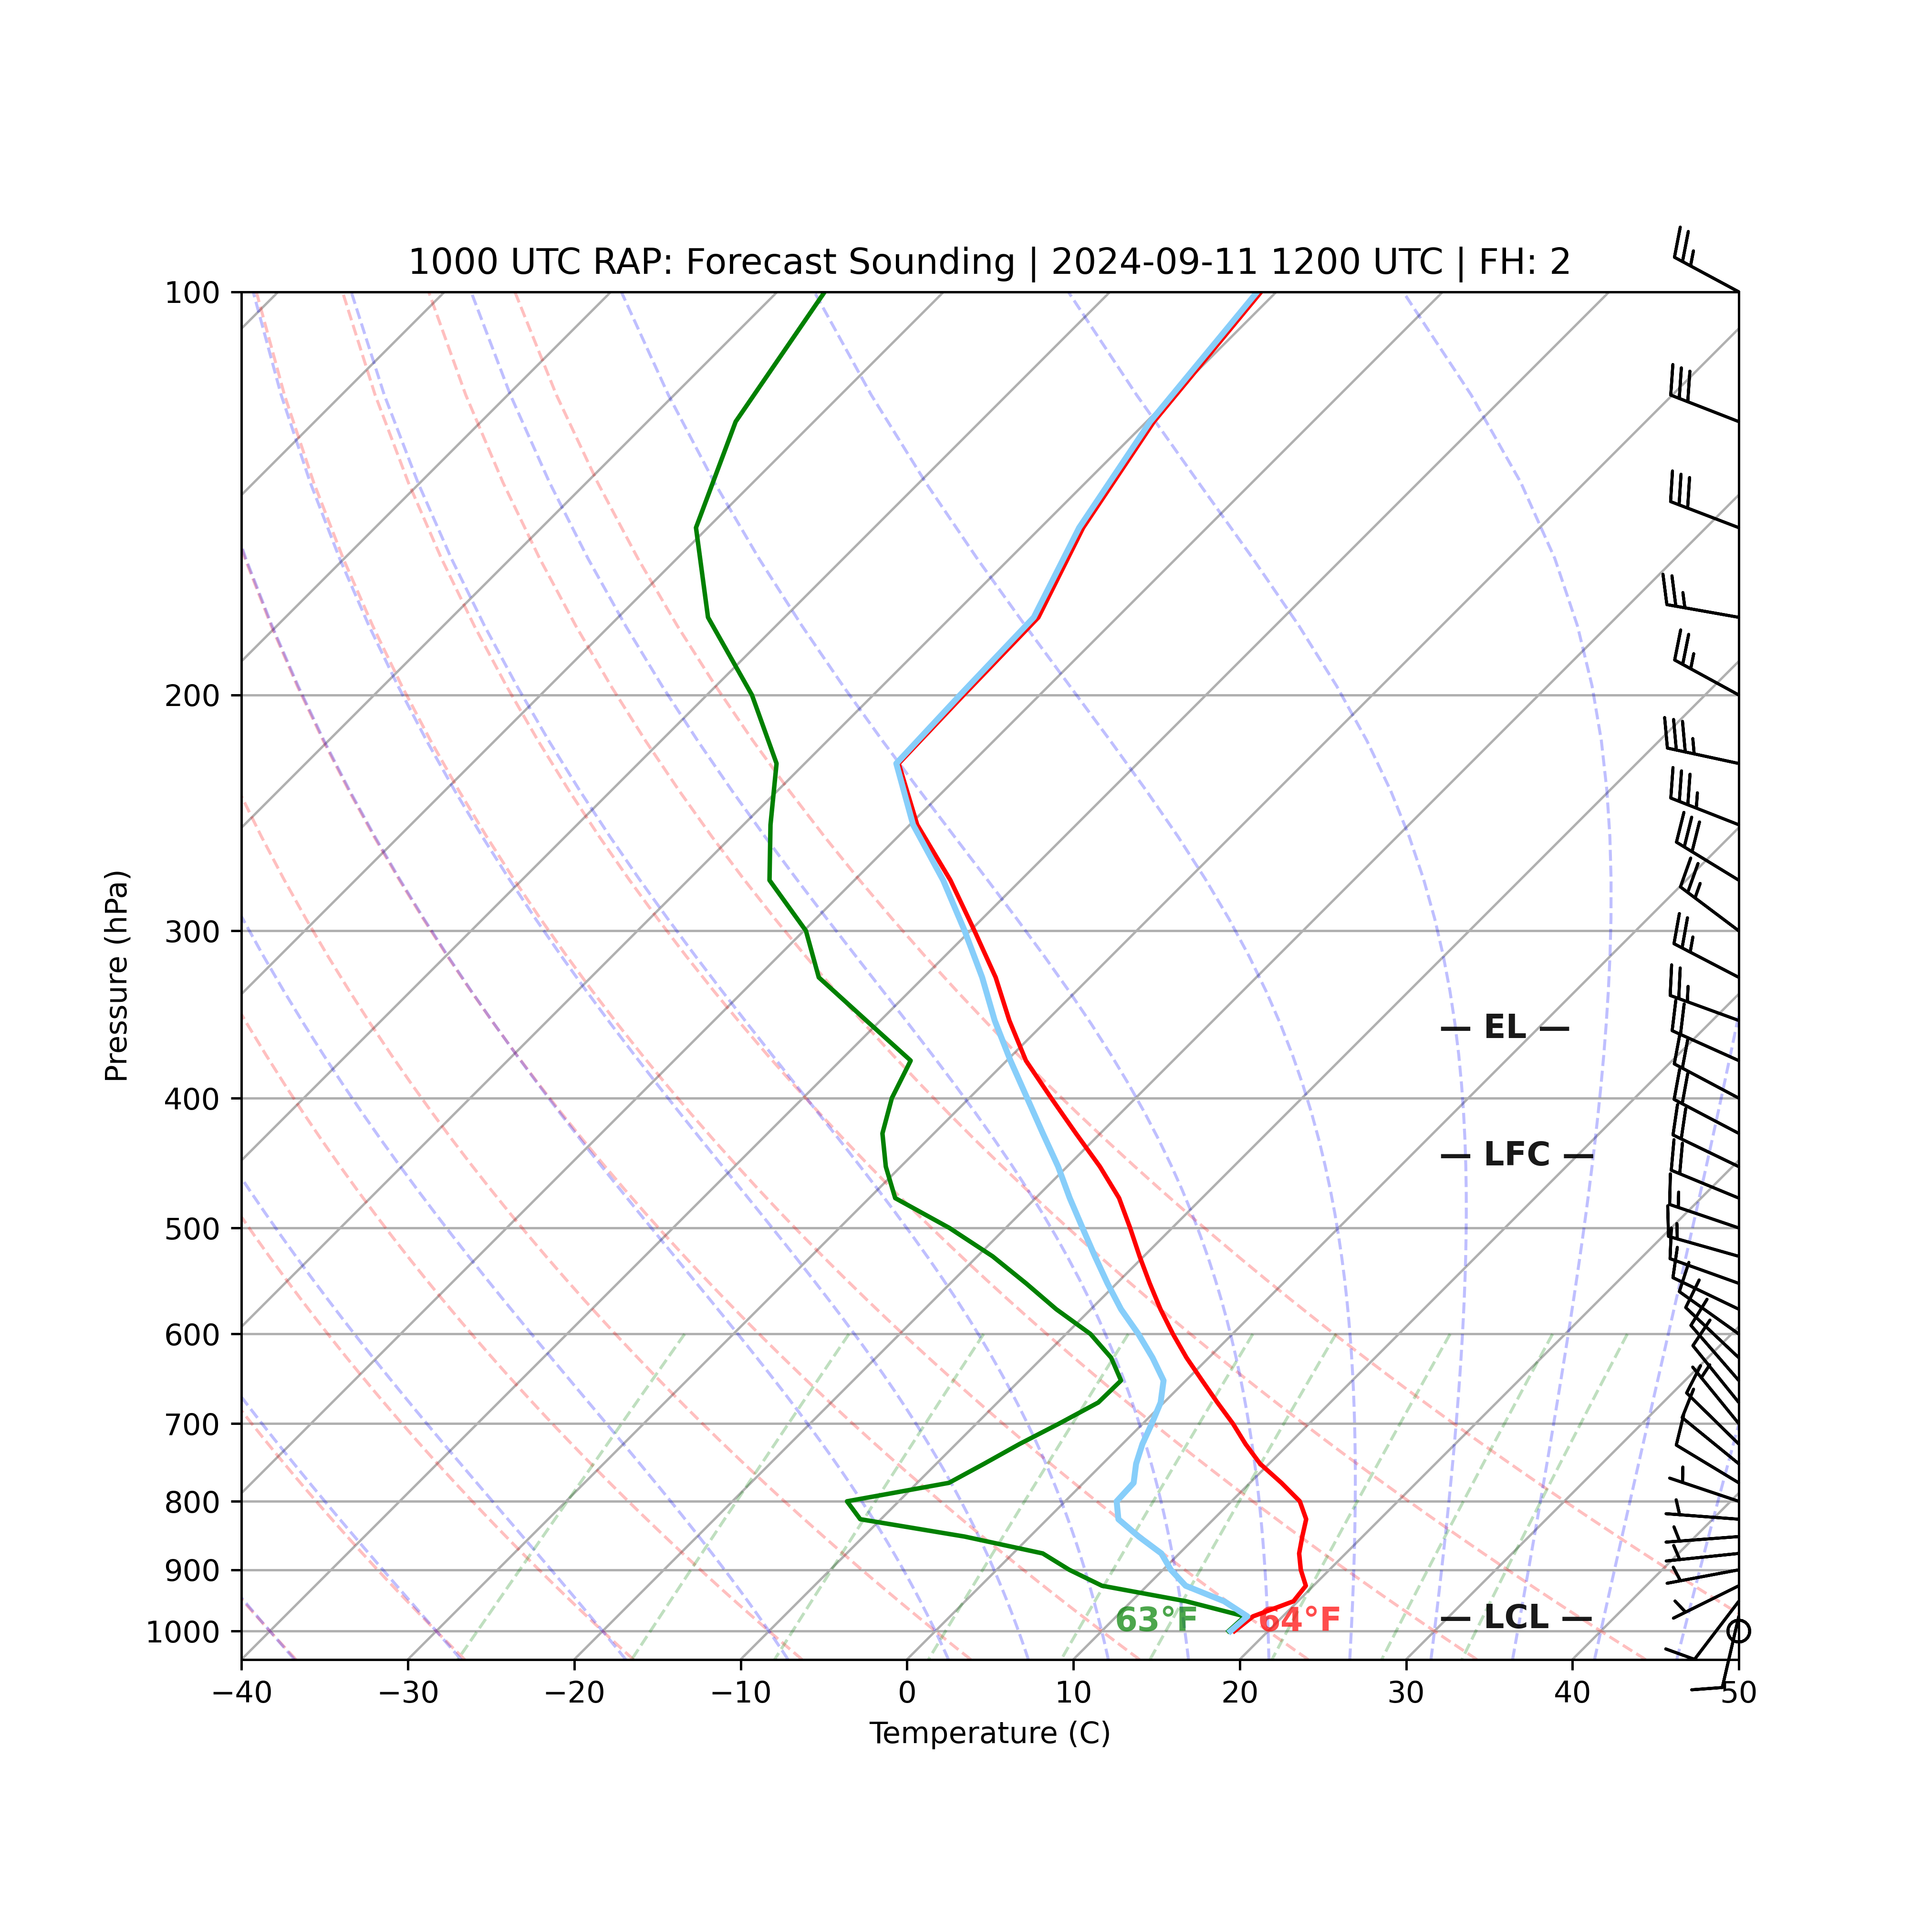 1000 UTC RAP: Forecast Sounding | 2024-09-11 1200 UTC | FH: 2
100
200
300
— EL —
400
— LFC —
500
600
700
800
900
63°F 64°F — LCL —
1000
−40 −30 −20 −10 0 10 20 30 40 50
Temperature (C)
Pressure (hPa)